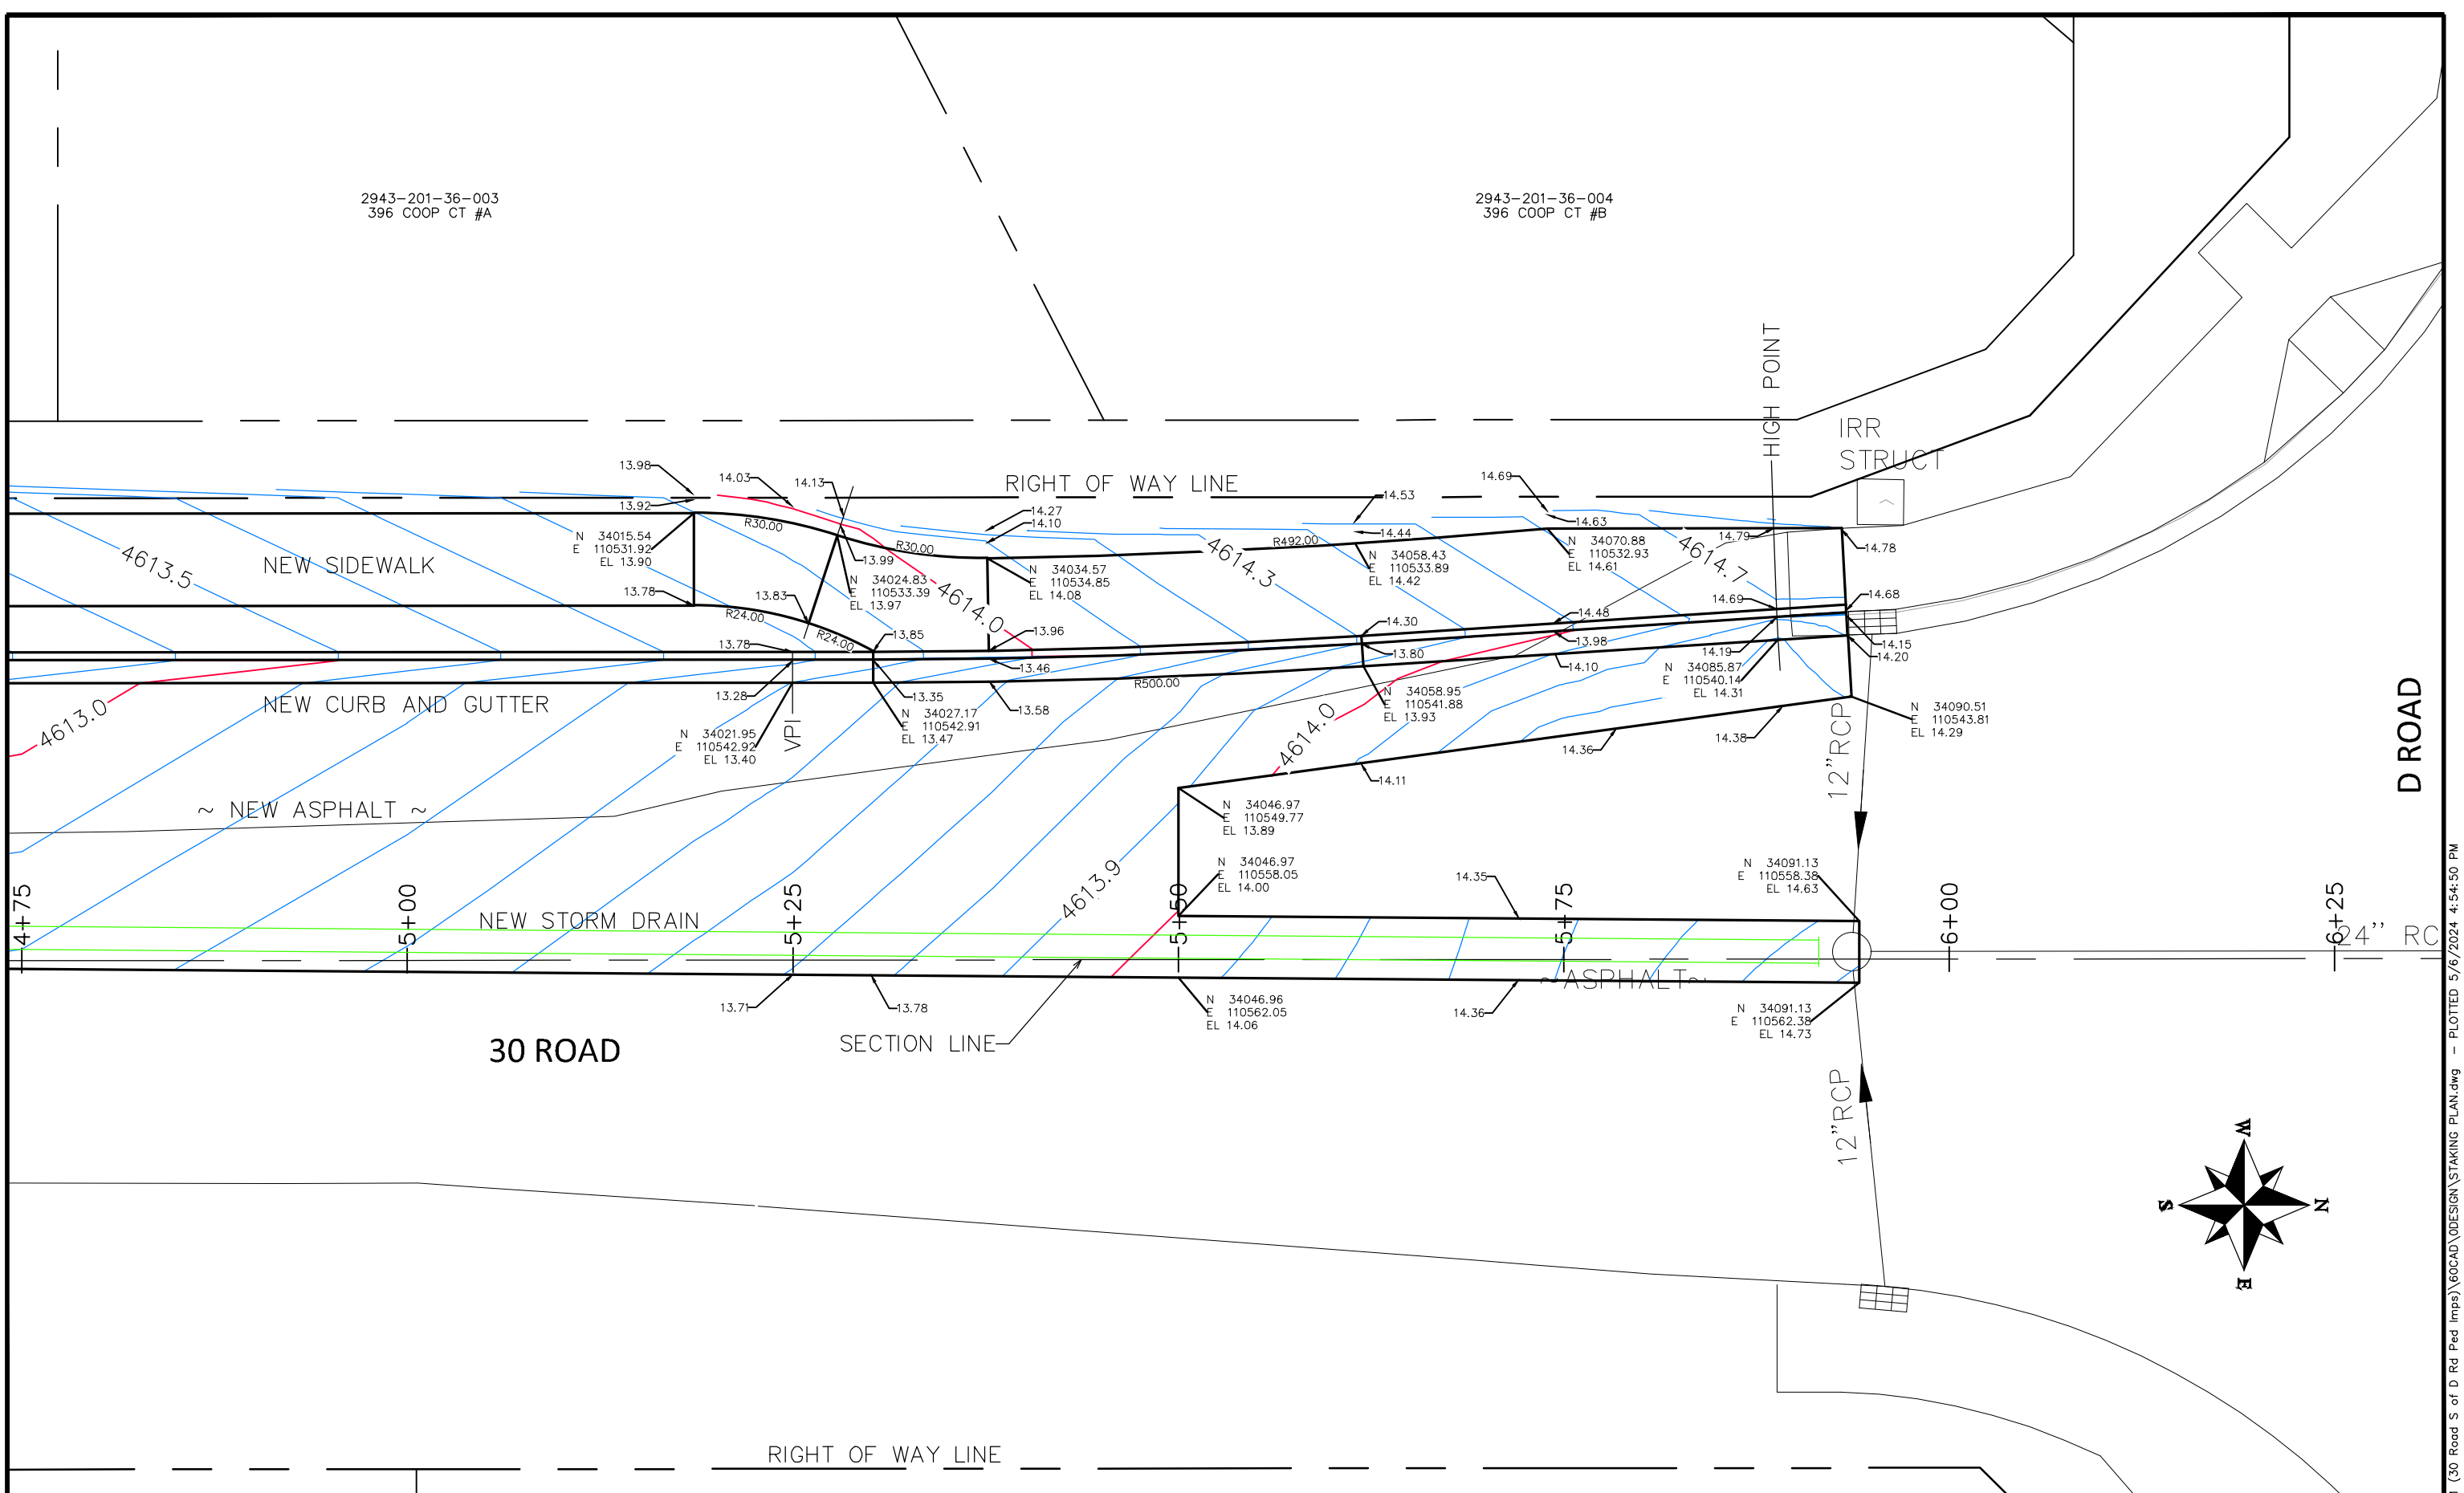 2943-201-36-003
396 COOP CT #A
2943-201-36-004
396 COOP CT #B
HIGH POINT
IRR
STRUCT
RIGHT OF WAY LINE
13.98
14.03
14.13
13.92
14.27
14.10
14.53
14.44
14.69
14.63
14.79
14.78
R30.00
R30.00
R492.00
N 34015.54
E 110531.92
EL 13.90
4613.5
NEW SIDEWALK
13.78
13.83
13.99
N 34024.83
E 110533.39
EL 13.97
4614.0
N 34034.57
E 110534.85
EL 14.08
4614.3
N 34058.43
E 110533.89
EL 14.42
N 34070.88
E 110532.93
EL 14.61
4614.7
14.69
14.68
R24.00
R24.00
13.78
13.85
13.96
14.30
14.48
13.98
13.80
13.46
14.19
14.15
14.20
14.10
13.28
13.35
13.58
R500.00
4613.0
NEW CURB AND GUTTER
N 34021.95
E 110542.92
EL 13.40
VPI
N 34027.17
E 110542.91
EL 13.47
N 34058.95
E 110541.88
EL 13.93
N 34085.87
E 110540.14
EL 14.31
N 34090.51
E 110543.81
EL 14.29
4614.0
14.36
14.38
14.11
12"RCP
D ROAD
~ NEW ASPHALT ~
N 34046.97
E 110549.77
EL 13.89
N 34046.97
E 110558.05
EL 14.00
4613.9
14.35
N 34091.13
E 110558.38
EL 14.63
4+75
5+00
5+25
5+50
5+75
6+00
6+25
NEW STORM DRAIN
24" RC
~ASPHALT~
13.71
13.78
N 34046.96
E 110562.05
EL 14.06
14.36
N 34091.13
E 110562.38
EL 14.73
30 ROAD
SECTION LINE
12"RCP
W
S
N
E
RIGHT OF WAY LINE
(30 Road S of D Rd Ped Imps)\60CAD\0DESIGN\STAKING PLAN.dwg - PLOTTED 5/6/2024 4:54:50 PM